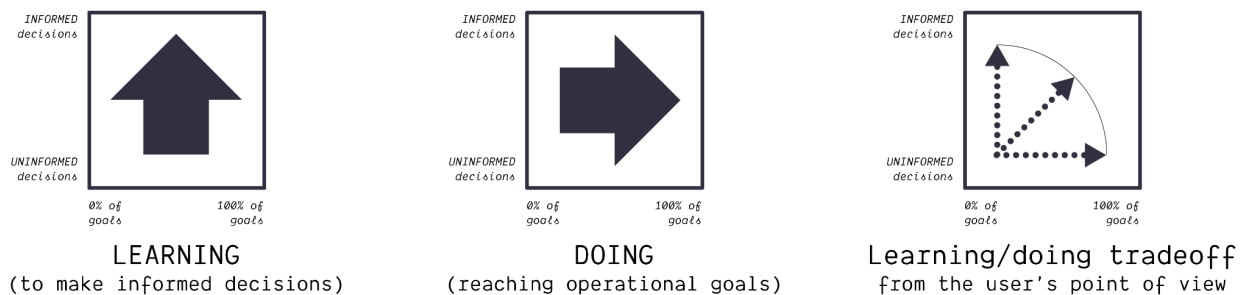 INFORMED
decisions
UNINFORMED
decisions
0% of
goals
100% of
goals
LEARNING
(to make informed decisions)
INFORMED
decisions
UNINFORMED
decisions
0% of
goals
100% of
goals
DOING
(reaching operational goals)
INFORMED
decisions
UNINFORMED
decisions
0% of
goals
100% of
goals
Learning/doing tradeoff
from the user's point of view